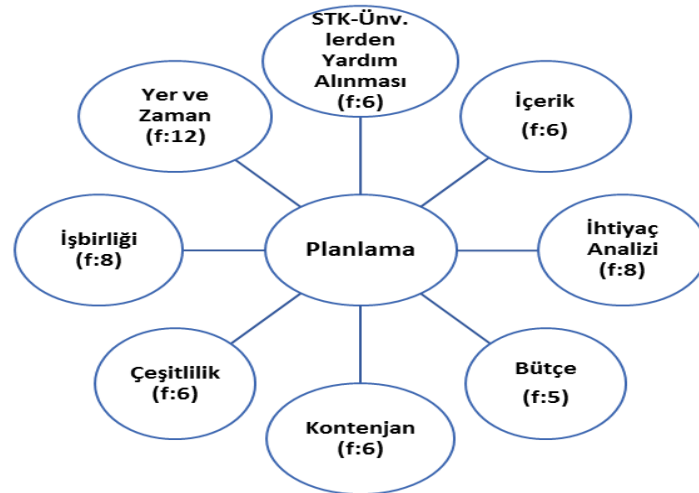 STK-Ünv.
lerden
Yardım
Alınması
(f:6)
İçerik
(f:6)
İhtiyaç
Analizi
(f:8)
Bütçe
(f:5)
Kontenjan
(f:6)
Çeşitlilik
(f:6)
İşbirliği
(f:8)
Yer ve
Zaman
(f:12)
Planlama